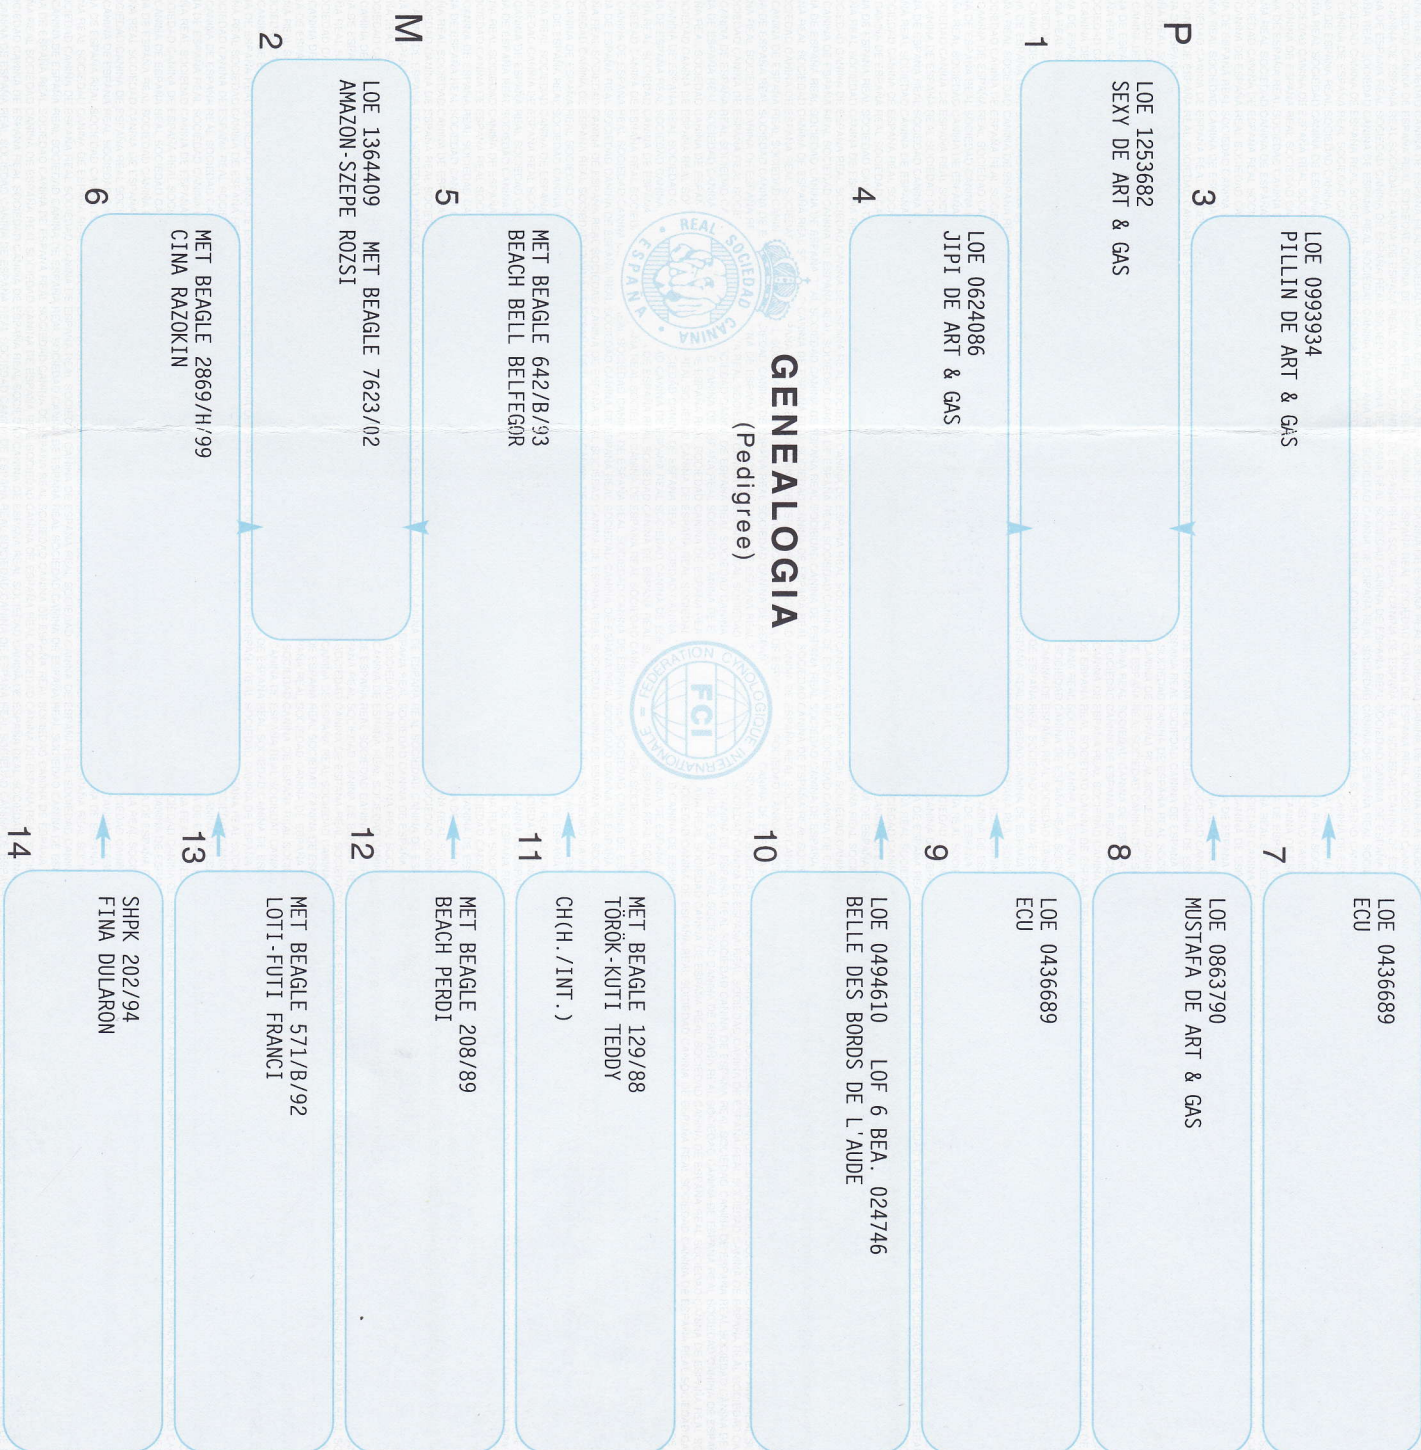 P
1
LOE 1253682
SEXY DE ART & GAS
3
LOE 0993934
PILLIN DE ART & GAS
4
LOE 0624086
JIPI DE ART & GAS
7
LOE 0436689
ECU
8
LOE 0863790
MUSTAFA DE ART & GAS
9
LOE 0436689
ECU
10
LOE 0494610 LOF 6 BEA. 024746
BELLE DES BORDS DE L'AUDE
REAL SOCIEDAD CANINA
ESPAÑA
GENEALOGIA
(Pedigree)
FEDERATION CYNOLOGIQUE INTERNATIONALE
FCI
M
2
LOE 1364409 MET BEAGLE 7623/02
AMAZON-SZEPE ROZSI
5
MET BEAGLE 642/B/93
BEACH BELL BELFEGOR
6
MET BEAGLE 2869/H/99
CINA RAZOKIN
11
MET BEAGLE 129/88
TÖRÖK-KUTI TEDDY
CH(H./INT.)
12
MET BEAGLE 208/89
BEACH PERDI
13
MET BEAGLE 571/B/92
LOTI-FUTI FRANCI
14
SHPK 202/94
FINA DULARON